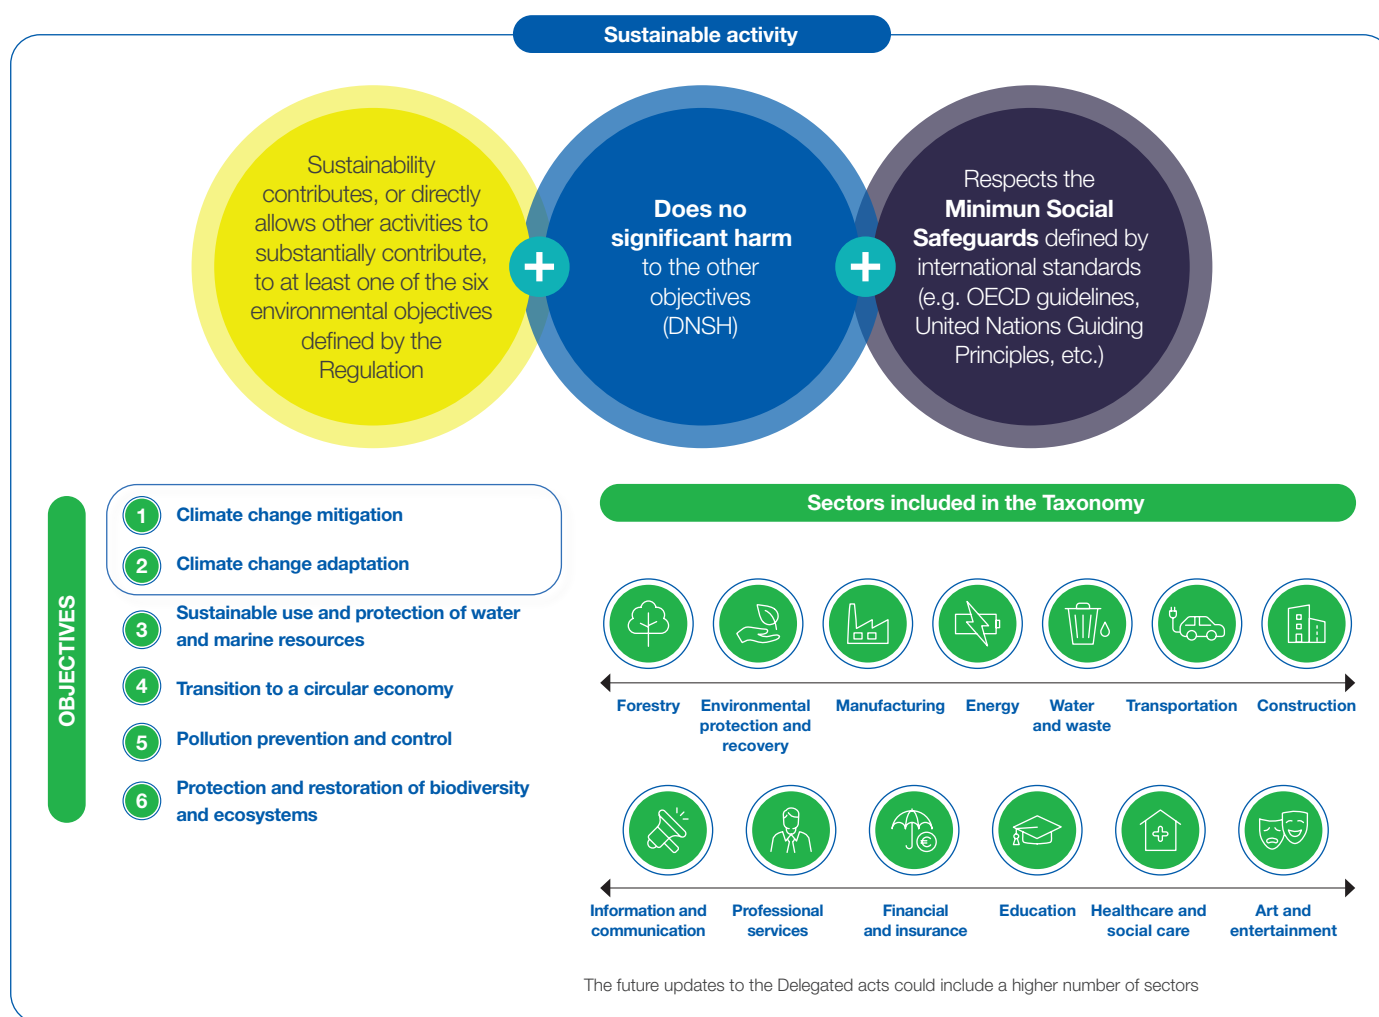 Sustainable activity
Sustainability
contributes, or directly
allows other activities to
substantially contribute,
to at least one of the six
environmental objectives
defined by the
Regulation
+
Does no
significant harm
to the other
objectives
(DNSH)
+
Respects the
Minimun Social
Safeguards defined by
international standards
(e.g. OECD guidelines,
United Nations Guiding
Principles, etc.)
OBJECTIVES
1 Climate change mitigation
2 Climate change adaptation
3 Sustainable use and protection of water
and marine resources
4 Transition to a circular economy
5 Pollution prevention and control
6 Protection and restoration of biodiversity
and ecosystems
Sectors included in the Taxonomy
Forestry
Environmental
protection and
recovery
Manufacturing
Energy
Water
and waste
Transportation
Construction
€
Information and
communication
Professional
services
Financial
and insurance
Education
Healthcare and
social care
Art and
entertainment
The future updates to the Delegated acts could include a higher number of sectors